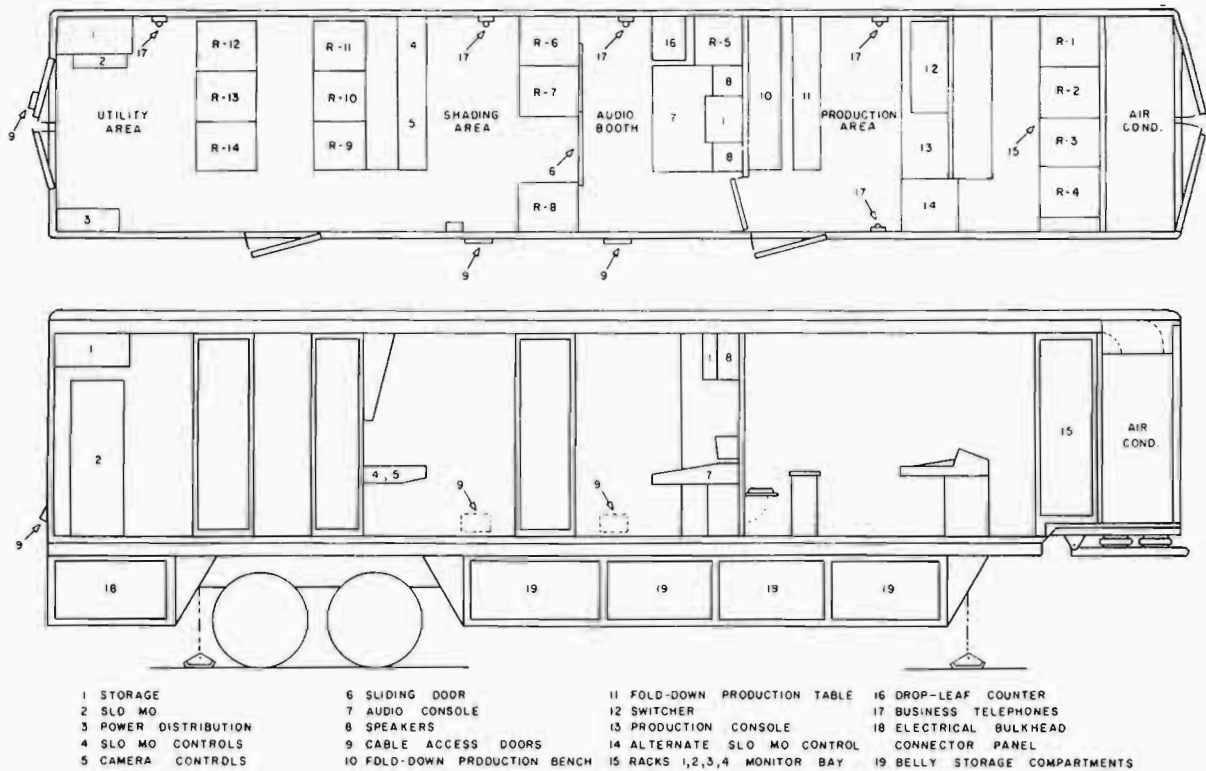 1
2
17
R-12
R-11
4
17
R-6
17
16
R-5
17
12
R-1
R-13
R-10
R-7
8
10
11
R-2
9
UTILITY
AREA
5
SHADING
AREA
AUDIO
BOOTH
7
1
PRODUCTION
AREA
AIR
COND.
R-14
R-9
6
8
13
15
R-3
3
R-8
17
14
R-4
9
9
1
1
8
2
4, 5
9
9
7
15
AIR
COND.
9
18
19
19
19
19
1 STORAGE
2 SLO MO
3 POWER DISTRIBUTION
4 SLO MO CONTROLS
5 CAMERA CONTROLS
6 SLIDING DOOR
7 AUDIO CONSOLE
8 SPEAKERS
9 CABLE ACCESS DOORS
10 FOLD-DOWN PRODUCTION BENCH
11 FOLD-DOWN PRODUCTION TABLE
12 SWITCHER
13 PRODUCTION CONSOLE
14 ALTERNATE SLO MO CONTROL
15 RACKS 1,2,3,4 MONITOR BAY
16 DROP-LEAF COUNTER
17 BUSINESS TELEPHONES
18 ELECTRICAL BULKHEAD
CONNECTOR PANEL
19 BELLY STORAGE COMPARTMENTS